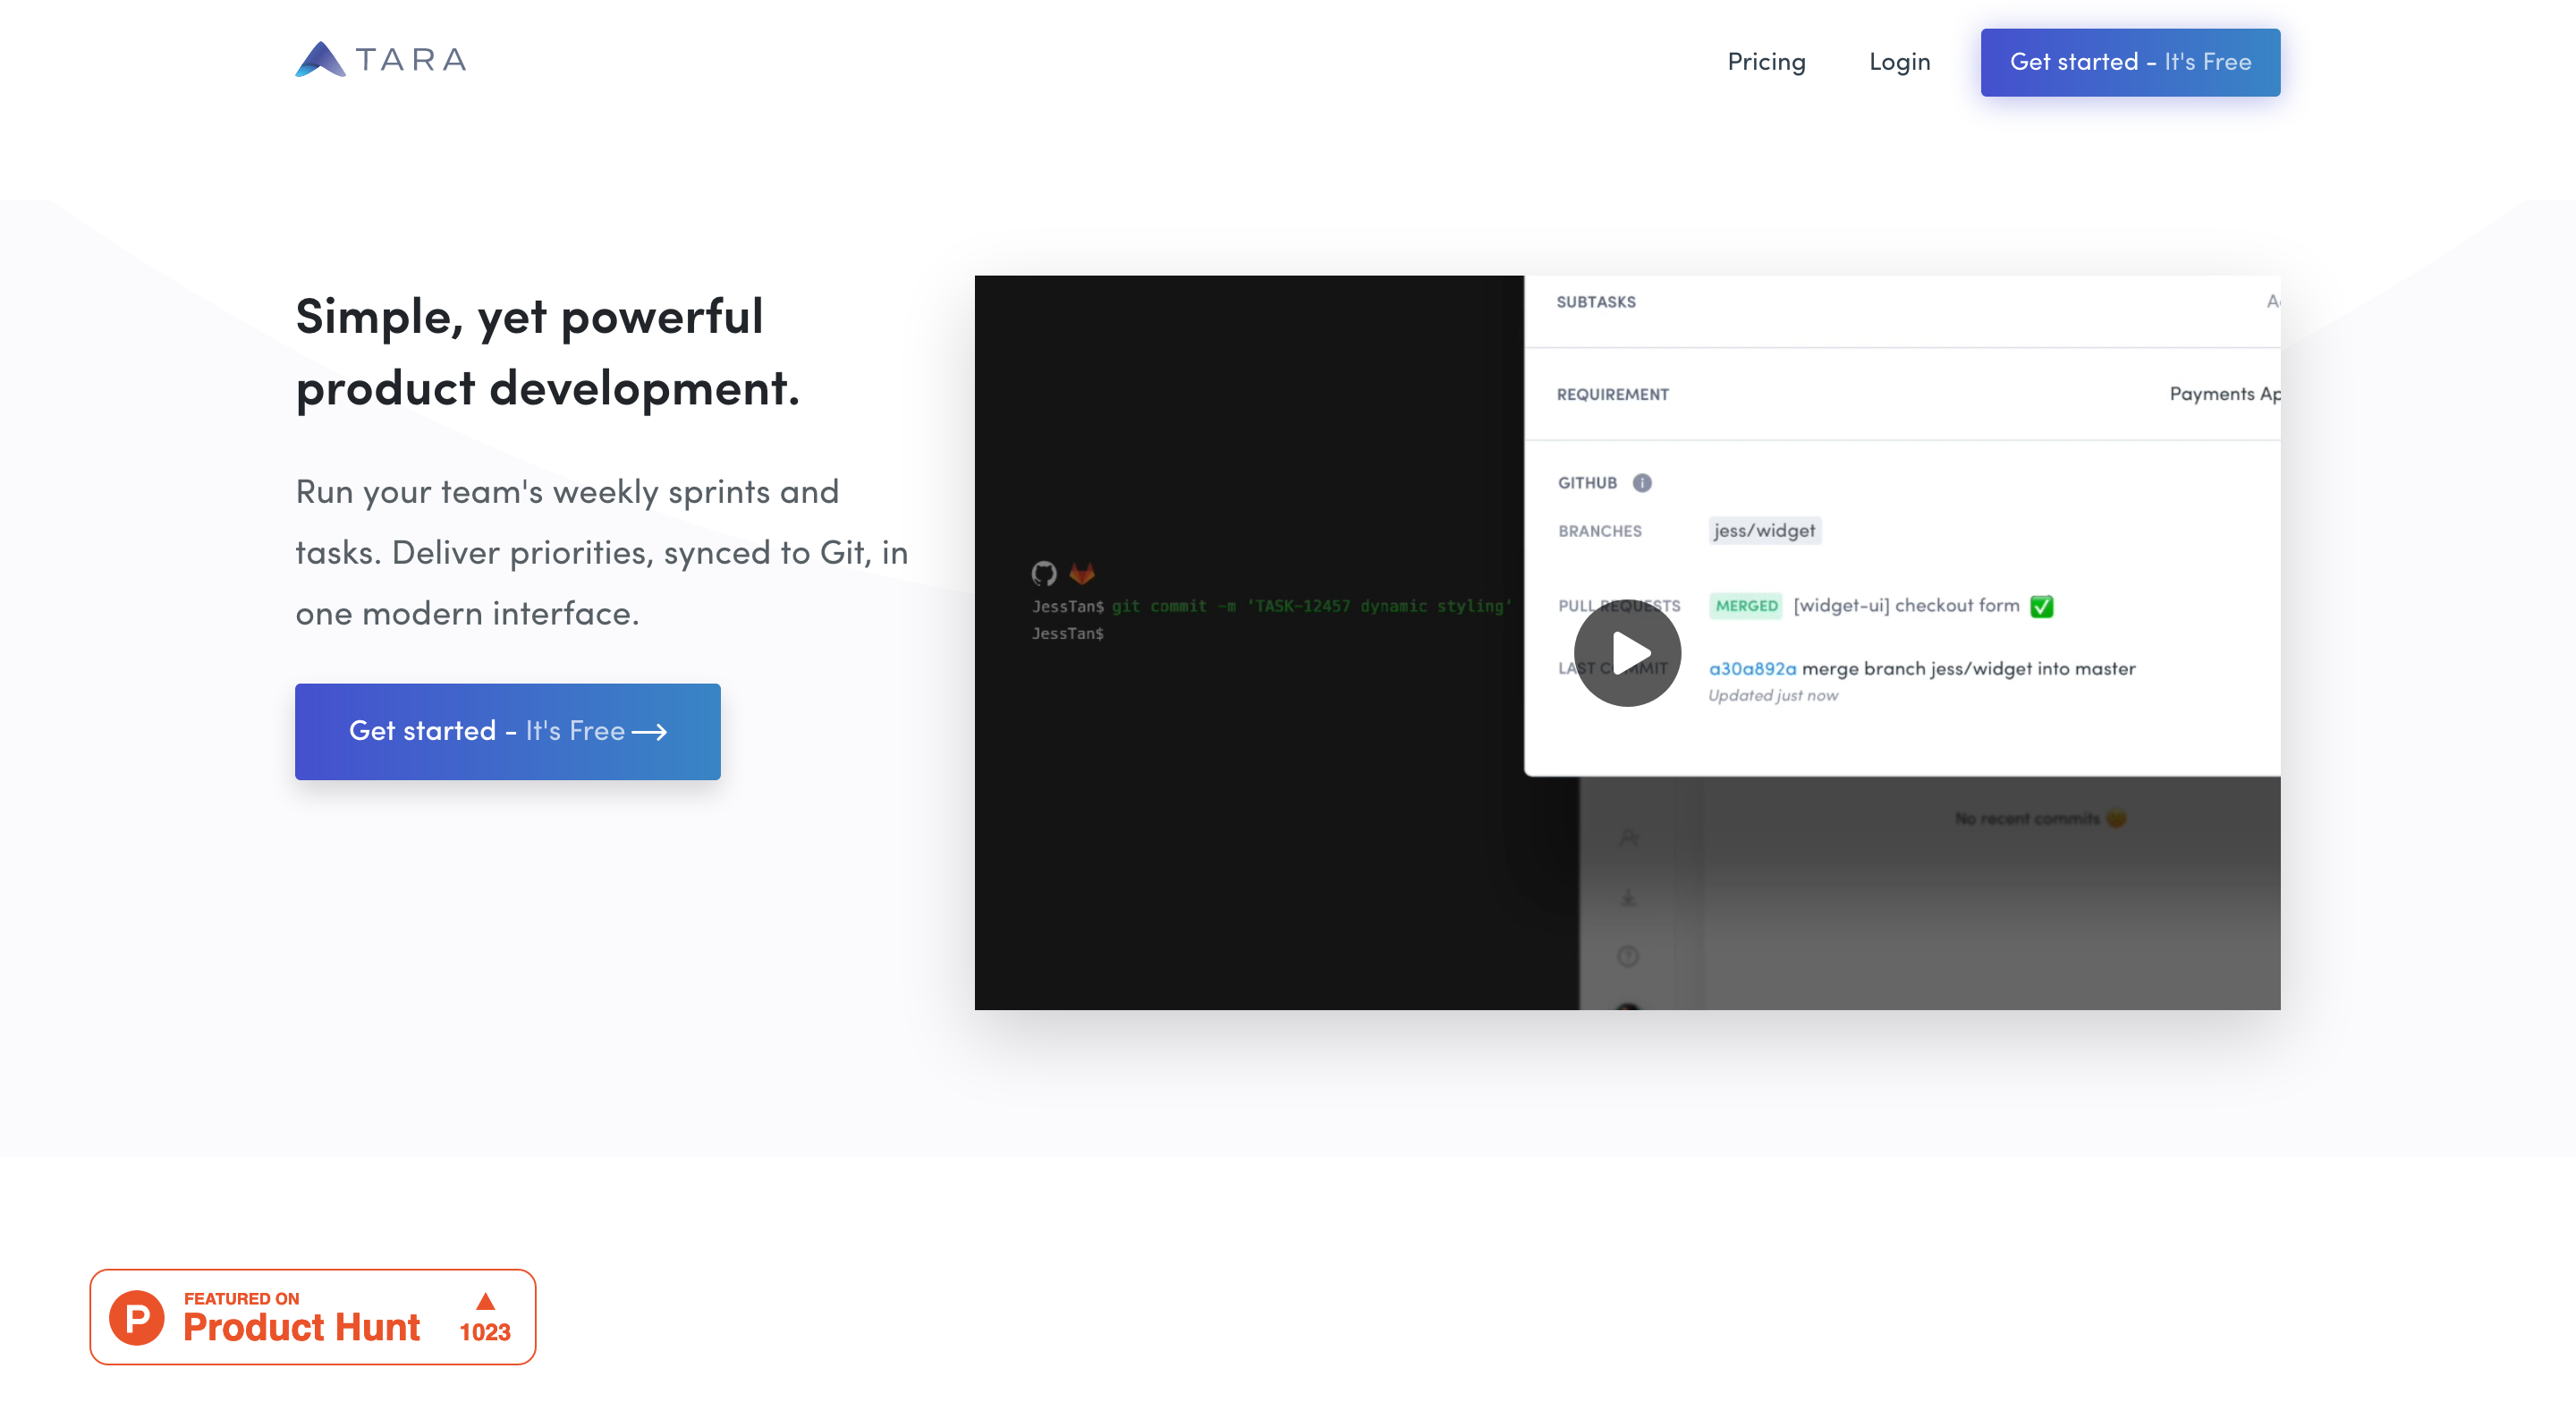 TARA
Pricing
Login
Get started - It's Free
Simple, yet powerful
product development.
Run your team's weekly sprints and
tasks. Deliver priorities, synced to Git, in
one modern interface.
Get started - It's Free
JessTan$ git commit -m 'TASK-12457 dynamic styling'
JessTan$
SUBTASKS
REQUIREMENT
Payments Ap
GITHUB
BRANCHES
jess/widget
PULL REQUESTS
MERGED [widget-ui] checkout form
LAST COMMIT
a30a892a merge branch jess/widget into master
Updated just now
No recent commits
FEATURED ON
Product Hunt
1023